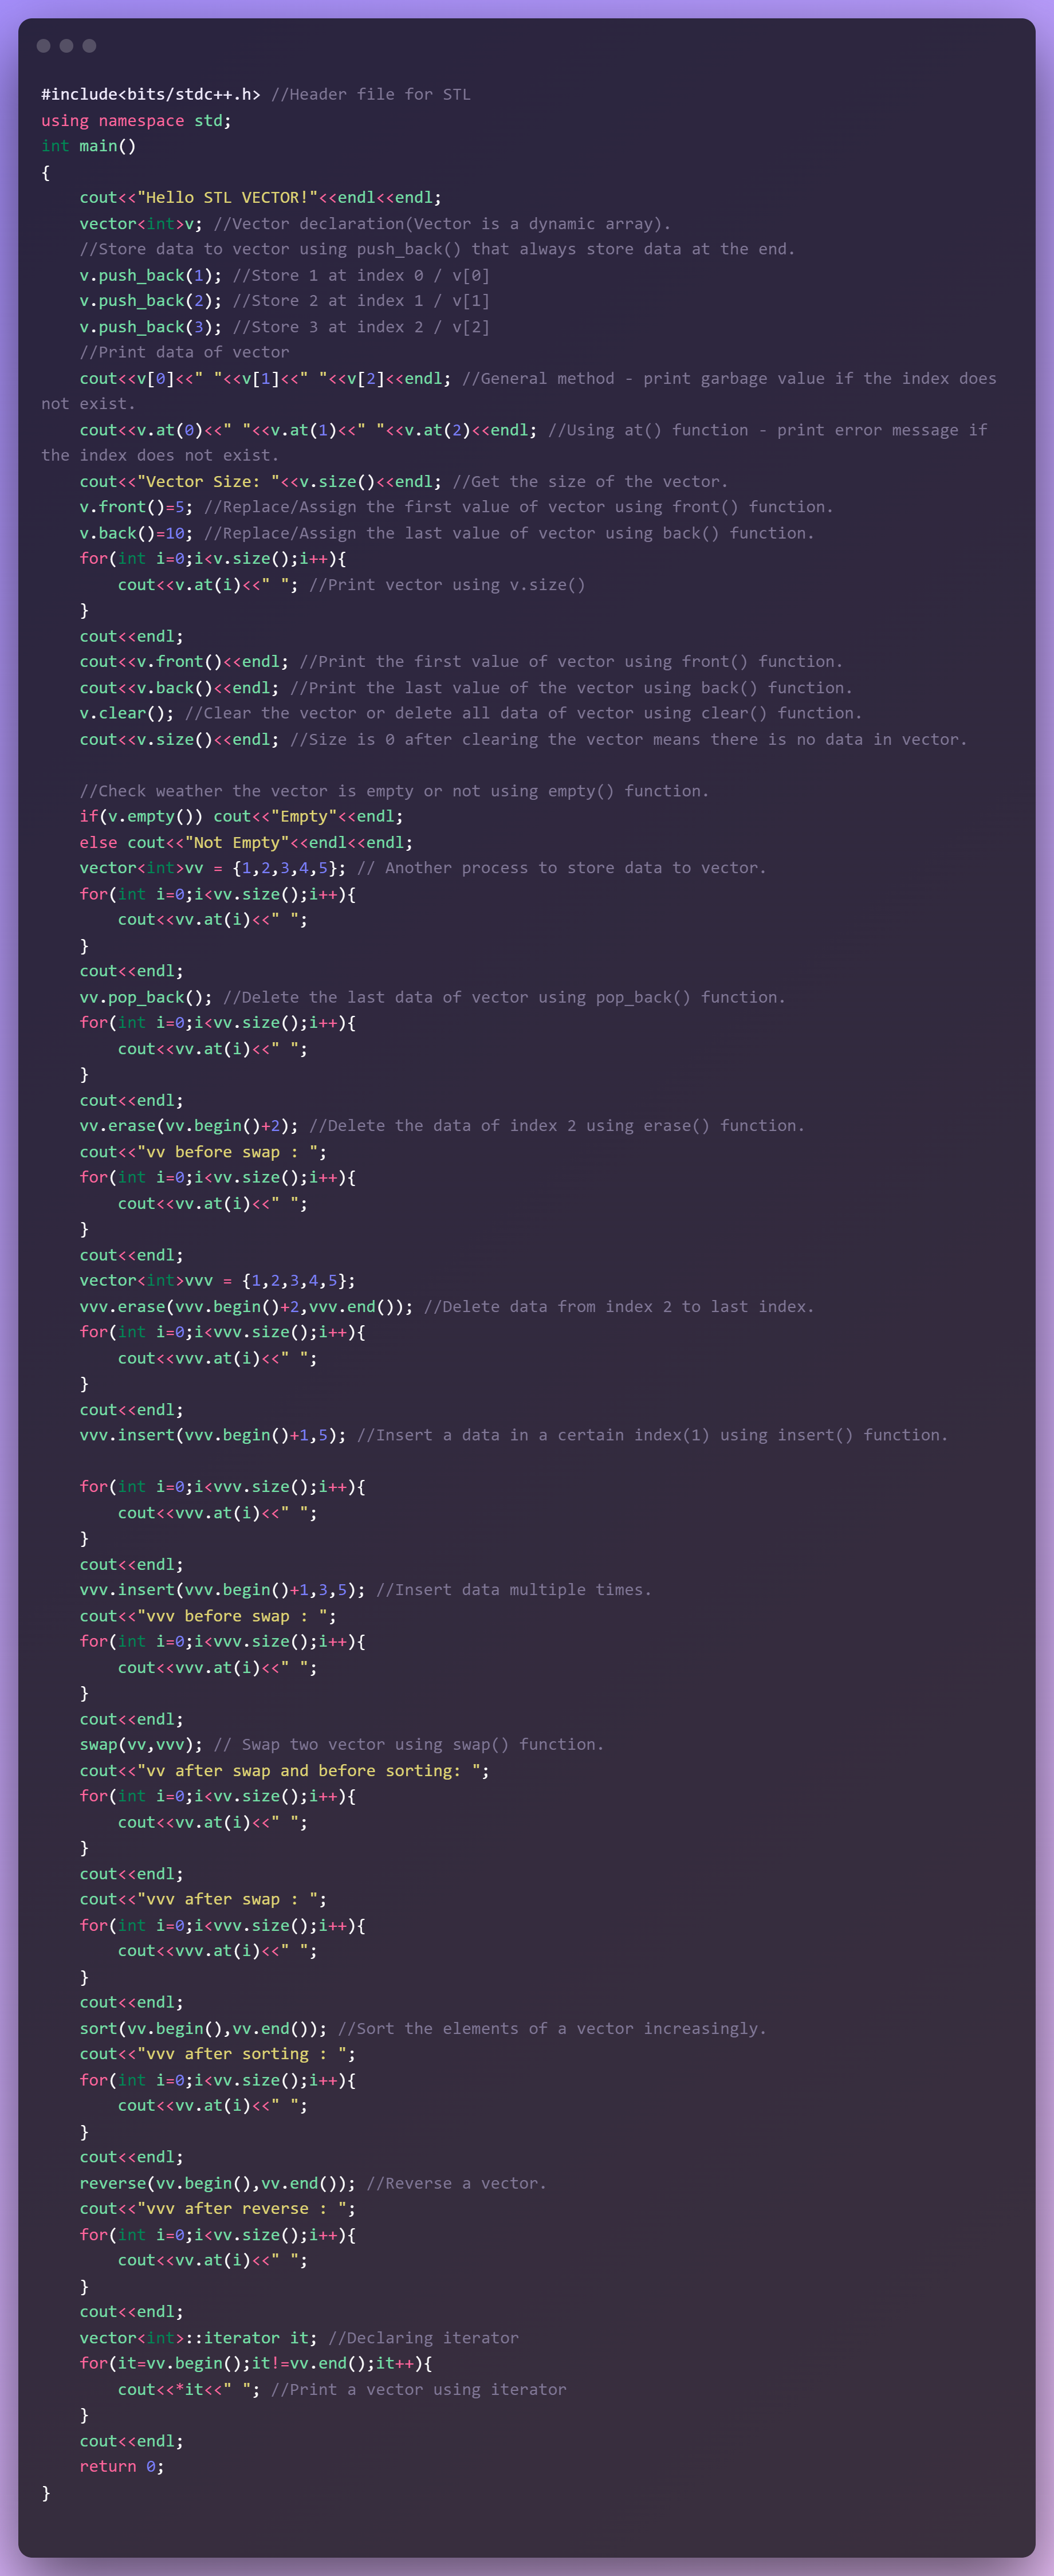 #include<bits/stdc++.h> //Header file for STL
using namespace std;
int main()
{
    cout<<"Hello STL VECTOR!"<<endl<<endl;
    vector<int>v; //Vector declaration(Vector is a dynamic array).
    //Store data to vector using push_back() that always store data at the end.
    v.push_back(1); //Store 1 at index 0 / v[0]
    v.push_back(2); //Store 2 at index 1 / v[1]
    v.push_back(3); //Store 3 at index 2 / v[2]
    //Print data of vector
    cout<<v[0]<<" "<<v[1]<<" "<<v[2]<<endl; //General method - print garbage value if the index does
not exist.
    cout<<v.at(0)<<" "<<v.at(1)<<" "<<v.at(2)<<endl; //Using at() function - print error message if
the index does not exist.
    cout<<"Vector Size: "<<v.size()<<endl; //Get the size of the vector.
    v.front()=5; //Replace/Assign the first value of vector using front() function.
    v.back()=10; //Replace/Assign the last value of vector using back() function.
    for(int i=0;i<v.size();i++){
        cout<<v.at(i)<<" "; //Print vector using v.size()
    }
    cout<<endl;
    cout<<v.front()<<endl; //Print the first value of vector using front() function.
    cout<<v.back()<<endl; //Print the last value of the vector using back() function.
    v.clear(); //Clear the vector or delete all data of vector using clear() function.
    cout<<v.size()<<endl; //Size is 0 after clearing the vector means there is no data in vector.

    //Check weather the vector is empty or not using empty() function.
    if(v.empty()) cout<<"Empty"<<endl;
    else cout<<"Not Empty"<<endl<<endl;
    vector<int>vv = {1,2,3,4,5}; // Another process to store data to vector.
    for(int i=0;i<vv.size();i++){
        cout<<vv.at(i)<<" ";
    }
    cout<<endl;
    vv.pop_back(); //Delete the last data of vector using pop_back() function.
    for(int i=0;i<vv.size();i++){
        cout<<vv.at(i)<<" ";
    }
    cout<<endl;
    vv.erase(vv.begin()+2); //Delete the data of index 2 using erase() function.
    cout<<"vv before swap : ";
    for(int i=0;i<vv.size();i++){
        cout<<vv.at(i)<<" ";
    }
    cout<<endl;
    vector<int>vvv = {1,2,3,4,5};
    vvv.erase(vvv.begin()+2,vvv.end()); //Delete data from index 2 to last index.
    for(int i=0;i<vvv.size();i++){
        cout<<vvv.at(i)<<" ";
    }
    cout<<endl;
    vvv.insert(vvv.begin()+1,5); //Insert a data in a certain index(1) using insert() function.

    for(int i=0;i<vvv.size();i++){
        cout<<vvv.at(i)<<" ";
    }
    cout<<endl;
    vvv.insert(vvv.begin()+1,3,5); //Insert data multiple times.
    cout<<"vvv before swap : ";
    for(int i=0;i<vvv.size();i++){
        cout<<vvv.at(i)<<" ";
    }
    cout<<endl;
    swap(vv,vvv); // Swap two vector using swap() function.
    cout<<"vv after swap and before sorting: ";
    for(int i=0;i<vv.size();i++){
        cout<<vv.at(i)<<" ";
    }
    cout<<endl;
    cout<<"vvv after swap : ";
    for(int i=0;i<vvv.size();i++){
        cout<<vvv.at(i)<<" ";
    }
    cout<<endl;
    sort(vv.begin(),vv.end()); //Sort the elements of a vector increasingly.
    cout<<"vvv after sorting : ";
    for(int i=0;i<vv.size();i++){
        cout<<vv.at(i)<<" ";
    }
    cout<<endl;
    reverse(vv.begin(),vv.end()); //Reverse a vector.
    cout<<"vvv after reverse : ";
    for(int i=0;i<vv.size();i++){
        cout<<vv.at(i)<<" ";
    }
    cout<<endl;
    vector<int>::iterator it; //Declaring iterator
    for(it=vv.begin();it!=vv.end();it++){
        cout<<*it<<" "; //Print a vector using iterator
    }
    cout<<endl;
    return 0;
}